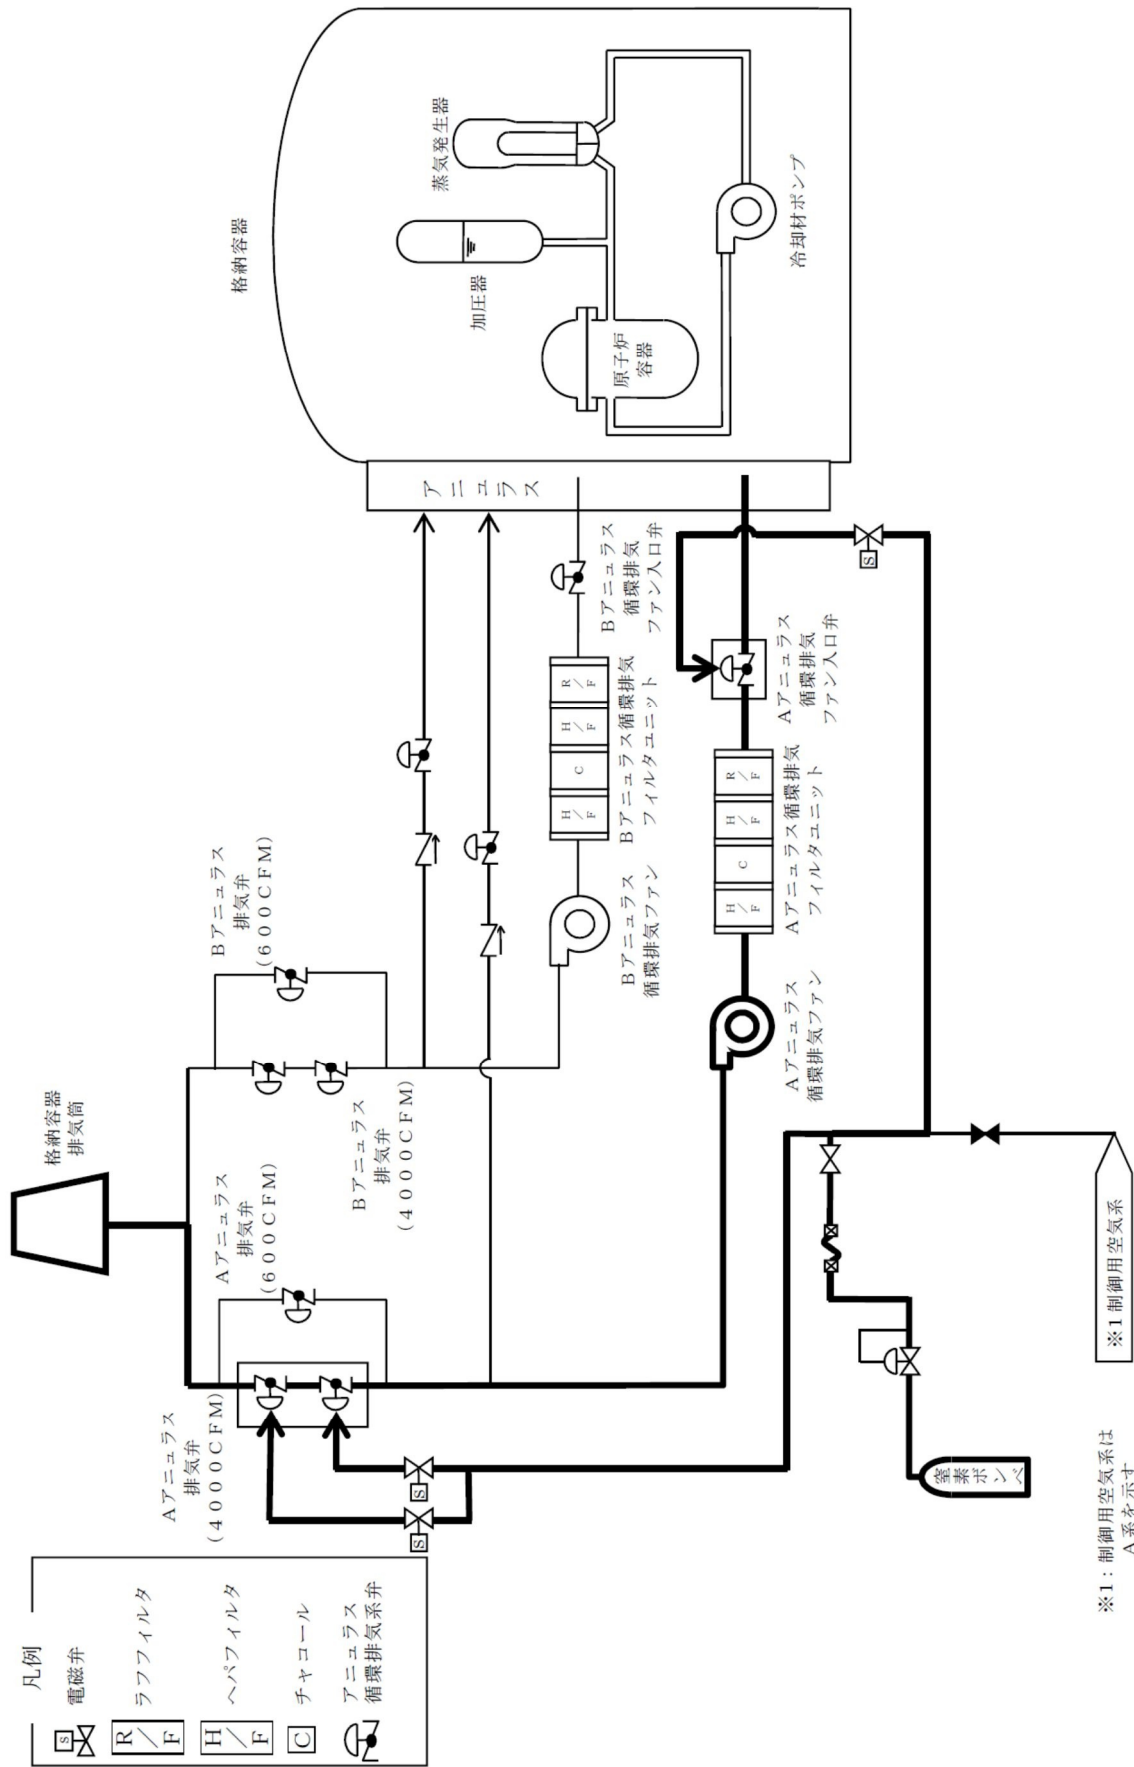 格納容器
排気筒
Aアニュラス
排気弁
(4000CFM)
Aアニュラス
排気弁
(600CFM)
Bアニュラス
排気弁
(4000CFM)
Bアニュラス
排気弁
(600CFM)
格納容器
蒸気発生器
加圧器
原子炉
容器
冷却材ポンプ
アニュラス
Bアニュラス
循環排気
ファン入口弁
R/F
H/F
C
H/F
Bアニュラス循環排気
フィルタユニット
Bアニュラス
循環排気ファン
Aアニュラス
循環排気
ファン入口弁
R/F
H/F
C
H/F
Aアニュラス循環排気
フィルタユニット
Aアニュラス
循環排気ファン
S
S
S
窒素ボンベ
※1制御用空気系
※1:制御用空気系は
A系を示す
凡例
S
電磁弁
R/F
ラフフィルタ
H/F
ヘパフィルタ
C
チャコール
アニュラス
循環排気系弁